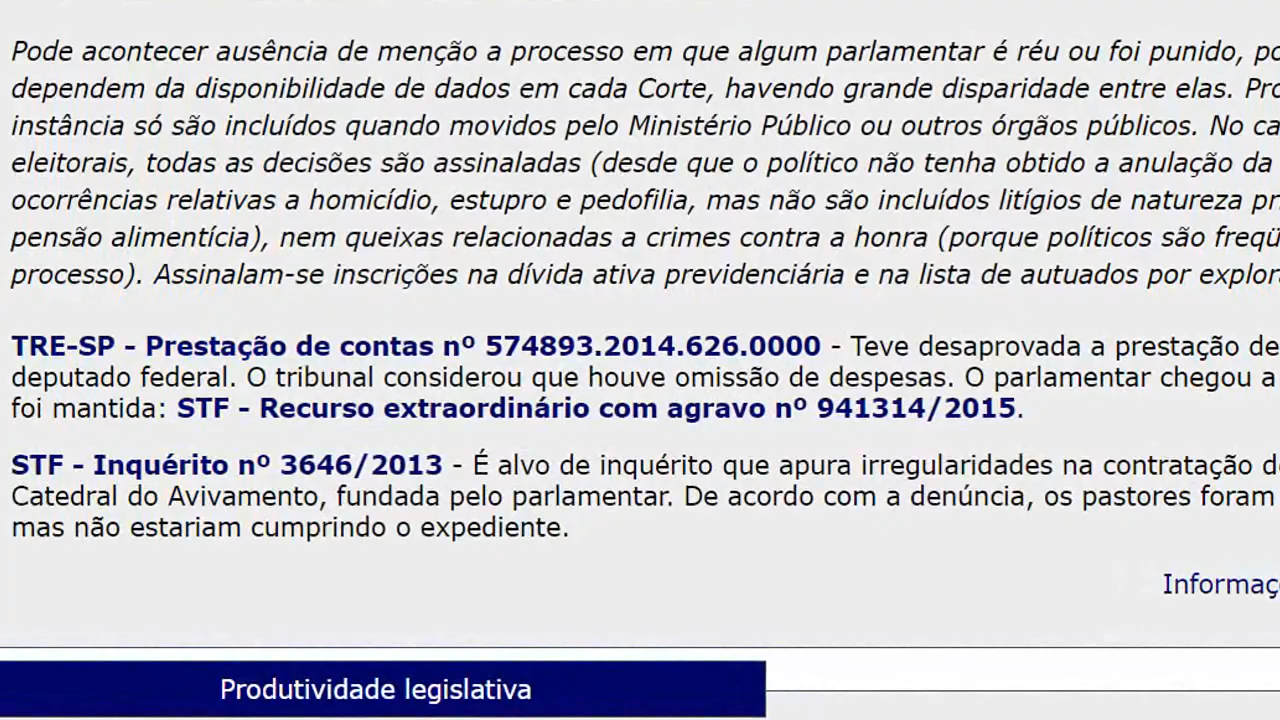 Pode acontecer ausência de menção a processo em que algum parlamentar é réu ou foi punido,
dependem da disponibilidade de dados em cada Corte, havendo grande disparidade entre elas.
instância só são incluídos quando movidos pelo Ministério Público ou outros órgãos públicos. No
eleitorais, todas as decisões são assinaladas (desde que o político não tenha obtido a anulação da
ocorrências relativas a homicídio, estupro e pedofilia, mas não são incluídos litígios de natureza
pensão alimentícia), nem queixas relacionadas a crimes contra a honra (porque políticos são
processo). Assinalam-se inscrições na dívida ativa previdenciária e na lista de autuados por
TRE-SP - Prestação de contas nº 574893.2014.626.0000 - Teve desaprovada a prestação de
deputado federal. O tribunal considerou que houve omissão de despesas. O parlamentar chegou a
foi mantida: STF - Recurso extraordinário com agravo nº 941314/2015.
STF - Inquérito nº 3646/2013 - É alvo de inquérito que apura irregularidades na contratação
Catedral do Avivamento, fundada pelo parlamentar. De acordo com a denúncia, os pastores foram
mas não estariam cumprindo o expediente.
Produtividade legislativa